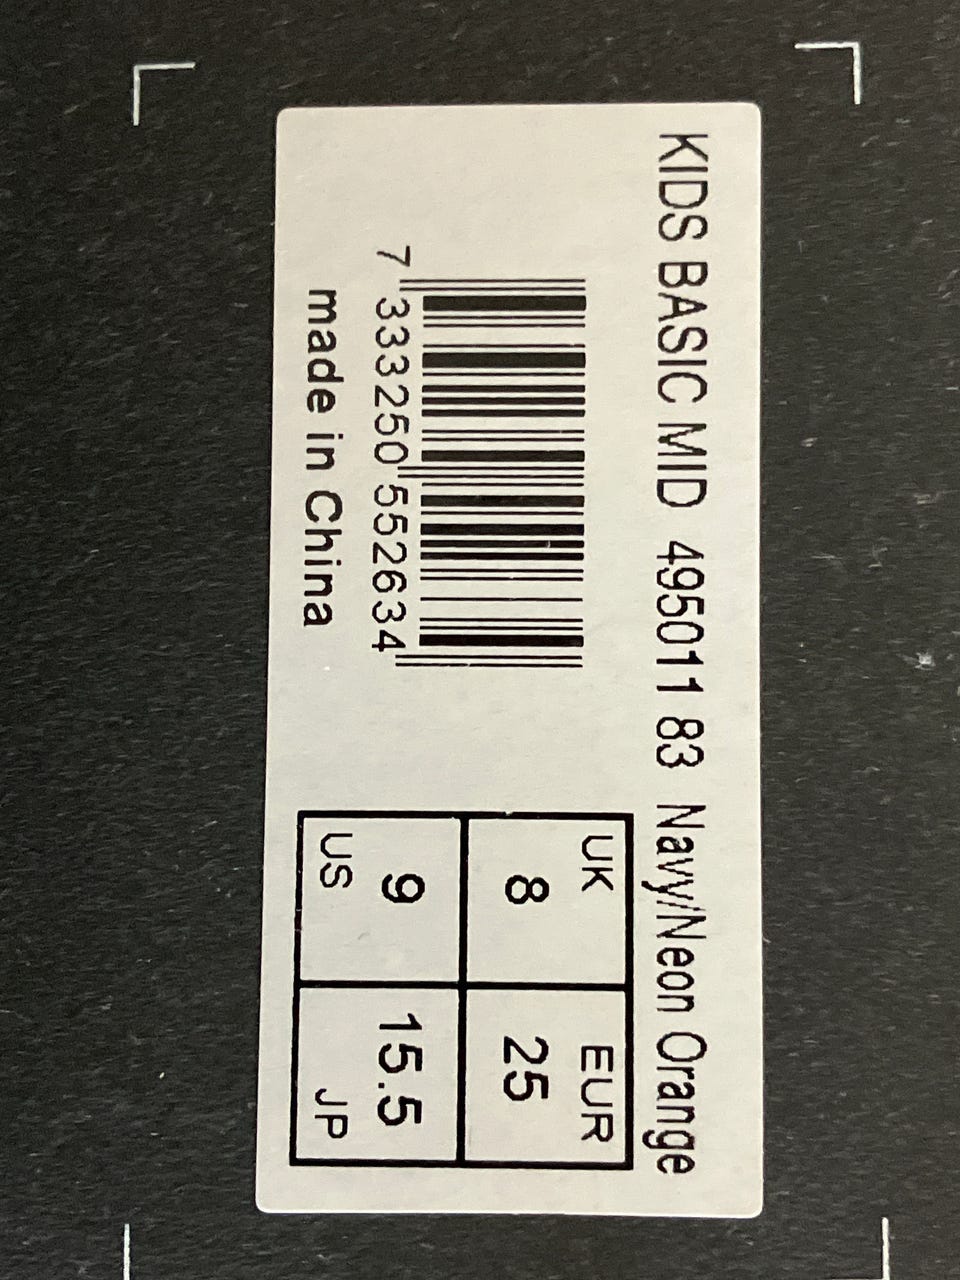 KIDS BASIC MID 495011 83 Navy/Neon Orange
7 333250 552634
made in China
UK
8
EUR
25
9
US
15.5
JP